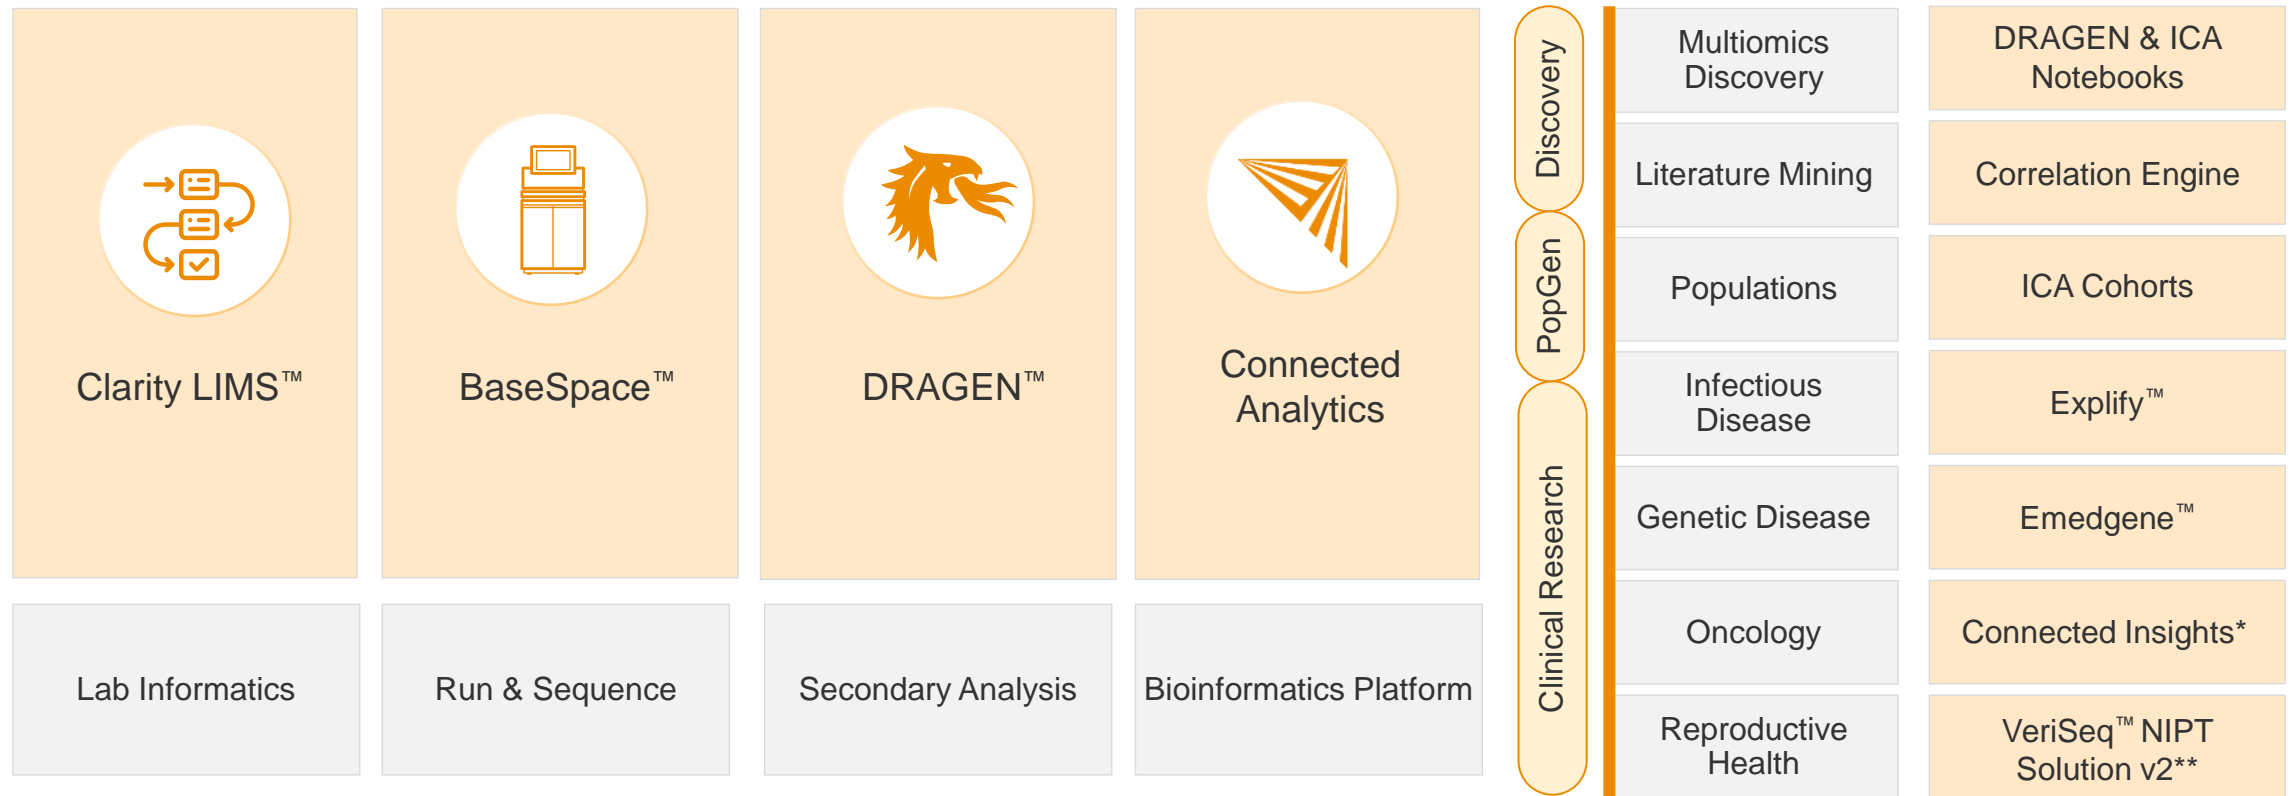 Clarity LIMS™
BaseSpace™
DRAGEN™
Connected
Analytics
Lab Informatics
Run & Sequence
Secondary Analysis
Bioinformatics Platform
Discovery
PopGen
Clinical Research
Multiomics
Discovery
DRAGEN & ICA
Notebooks
Literature Mining
Correlation Engine
Populations
ICA Cohorts
Infectious
Disease
Explify™
Genetic Disease
Emedgene™
Oncology
Connected Insights*
Reproductive
Health
VeriSeq™ NIPT
Solution v2**